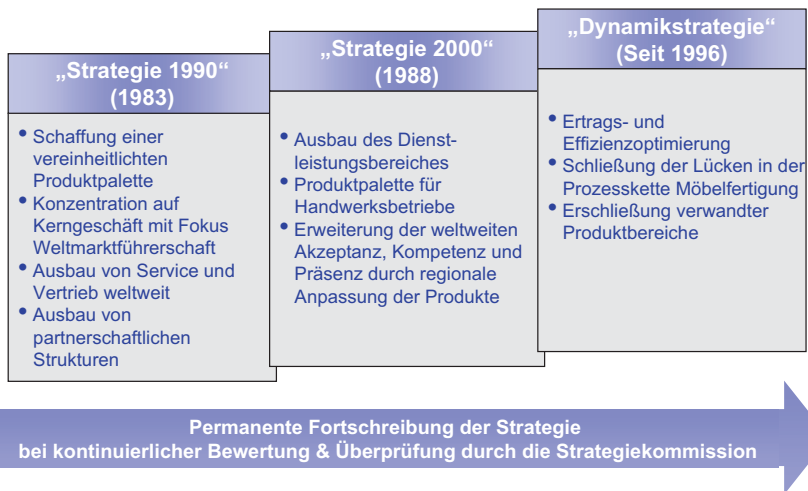 „Strategie 1990“
(1983)
• Schaffung einer
vereinheitlichten
Produktpalette
• Konzentration auf
Kerngeschäft mit Fokus
Weltmarktführerschaft
• Ausbau von Service und
Vertrieb weltweit
• Ausbau von
partnerschaftlichen
Strukturen
„Strategie 2000“
(1988)
• Ausbau des Dienst-
leistungsbereiches
• Produktpalette für
Handwerksbetriebe
• Erweiterung der weltweiten
Akzeptanz, Kompetenz und
Präsenz durch regionale
Anpassung der Produkte
„Dynamikstrategie“
(Seit 1996)
• Ertrags- und
Effizienzoptimierung
• Schließung der Lücken in der
Prozesskette Möbelfertigung
• Erschließung verwandter
Produktbereiche
Permanente Fortschreibung der Strategie
bei kontinuierlicher Bewertung & Überprüfung durch die Strategiekommission